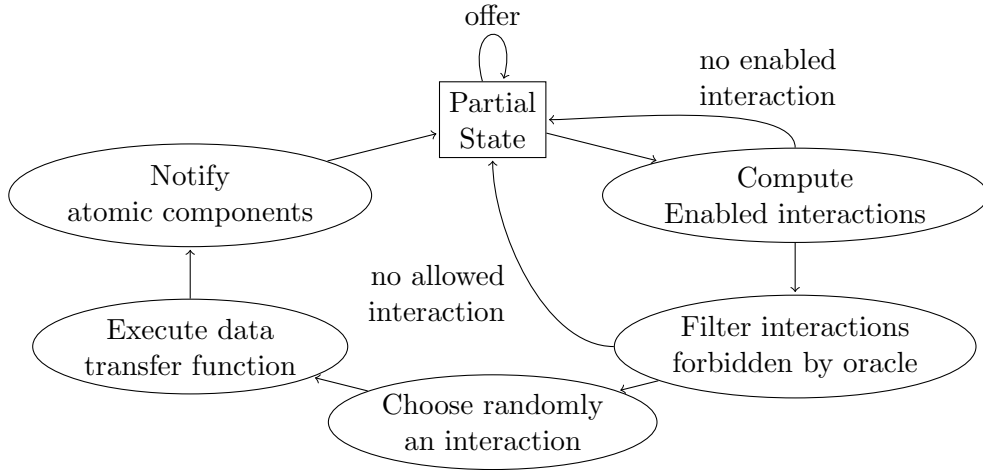 offer
no enabled
interaction
Partial
State
Notify
atomic components
Compute
Enabled interactions
no allowed
interaction
Execute data
transfer function
Filter interactions
forbidden by oracle
Choose randomly
an interaction